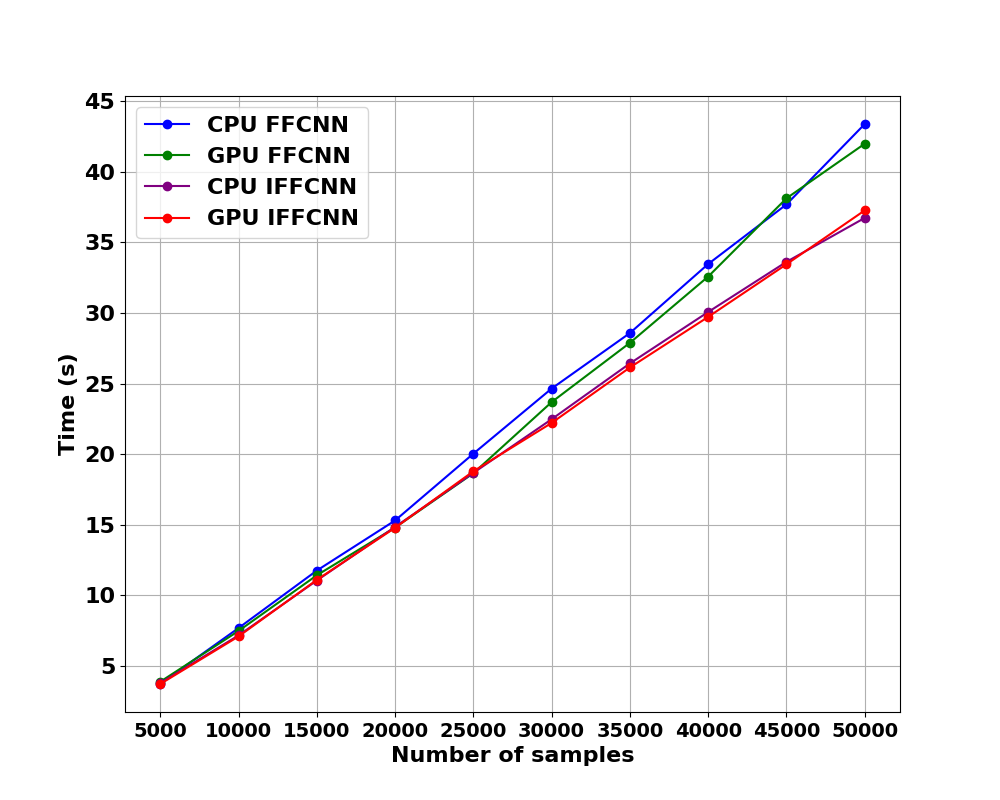 45
40
35
30
25
20
15
10
5
Time (s)
CPU FFCNN
GPU FFCNN
CPU IFFCNN
GPU IFFCNN
5000 10000 15000 20000 25000 30000 35000 40000 45000 50000
Number of samples